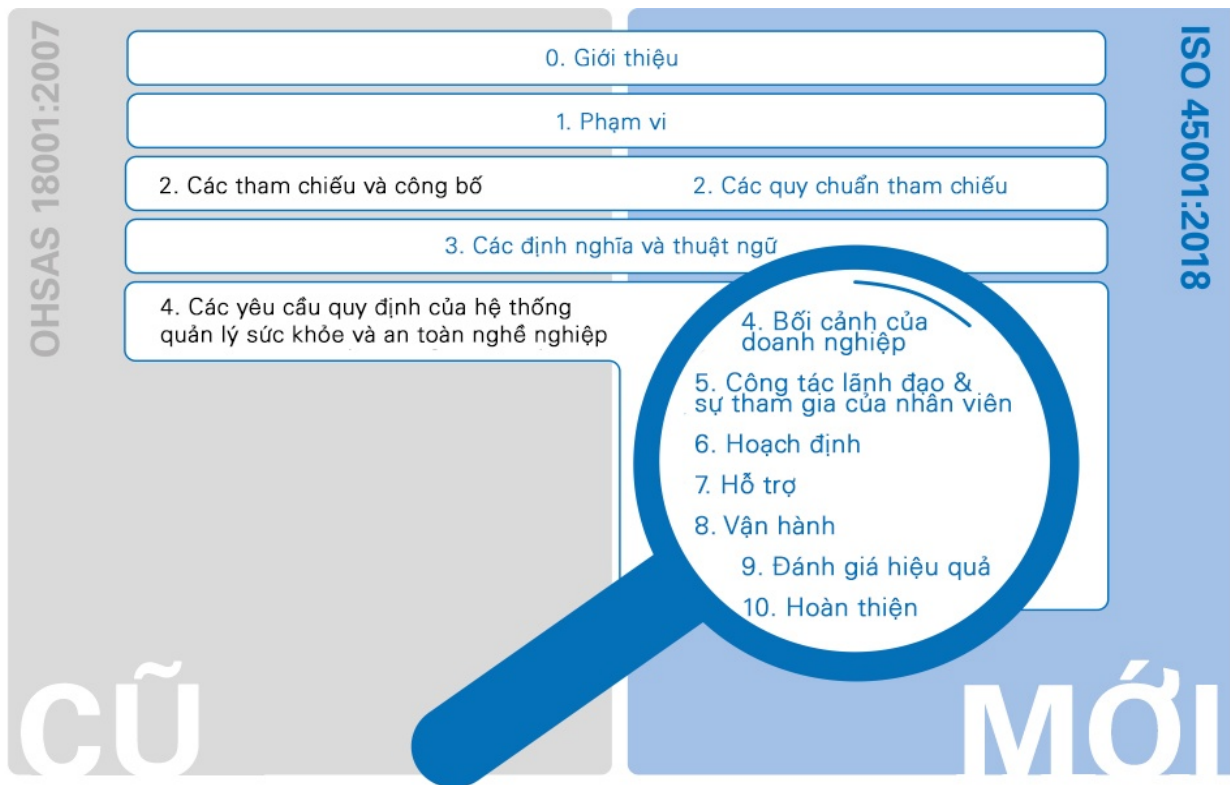 OHSAS 18001:2007
ISO 45001:2018
0. Giới thiệu
1. Phạm vi
2. Các tham chiếu và công bố
2. Các quy chuẩn tham chiếu
3. Các định nghĩa và thuật ngữ
4. Các yêu cầu quy định của hệ thống
quản lý sức khỏe và an toàn nghề nghiệp
4. Bối cảnh của
doanh nghiệp
5. Công tác lãnh đạo &
sự tham gia của nhân viên
6. Hoạch định
7. Hỗ trợ
8. Vận hành
9. Đánh giá hiệu quả
10. Hoàn thiện
CŨ
MỚI